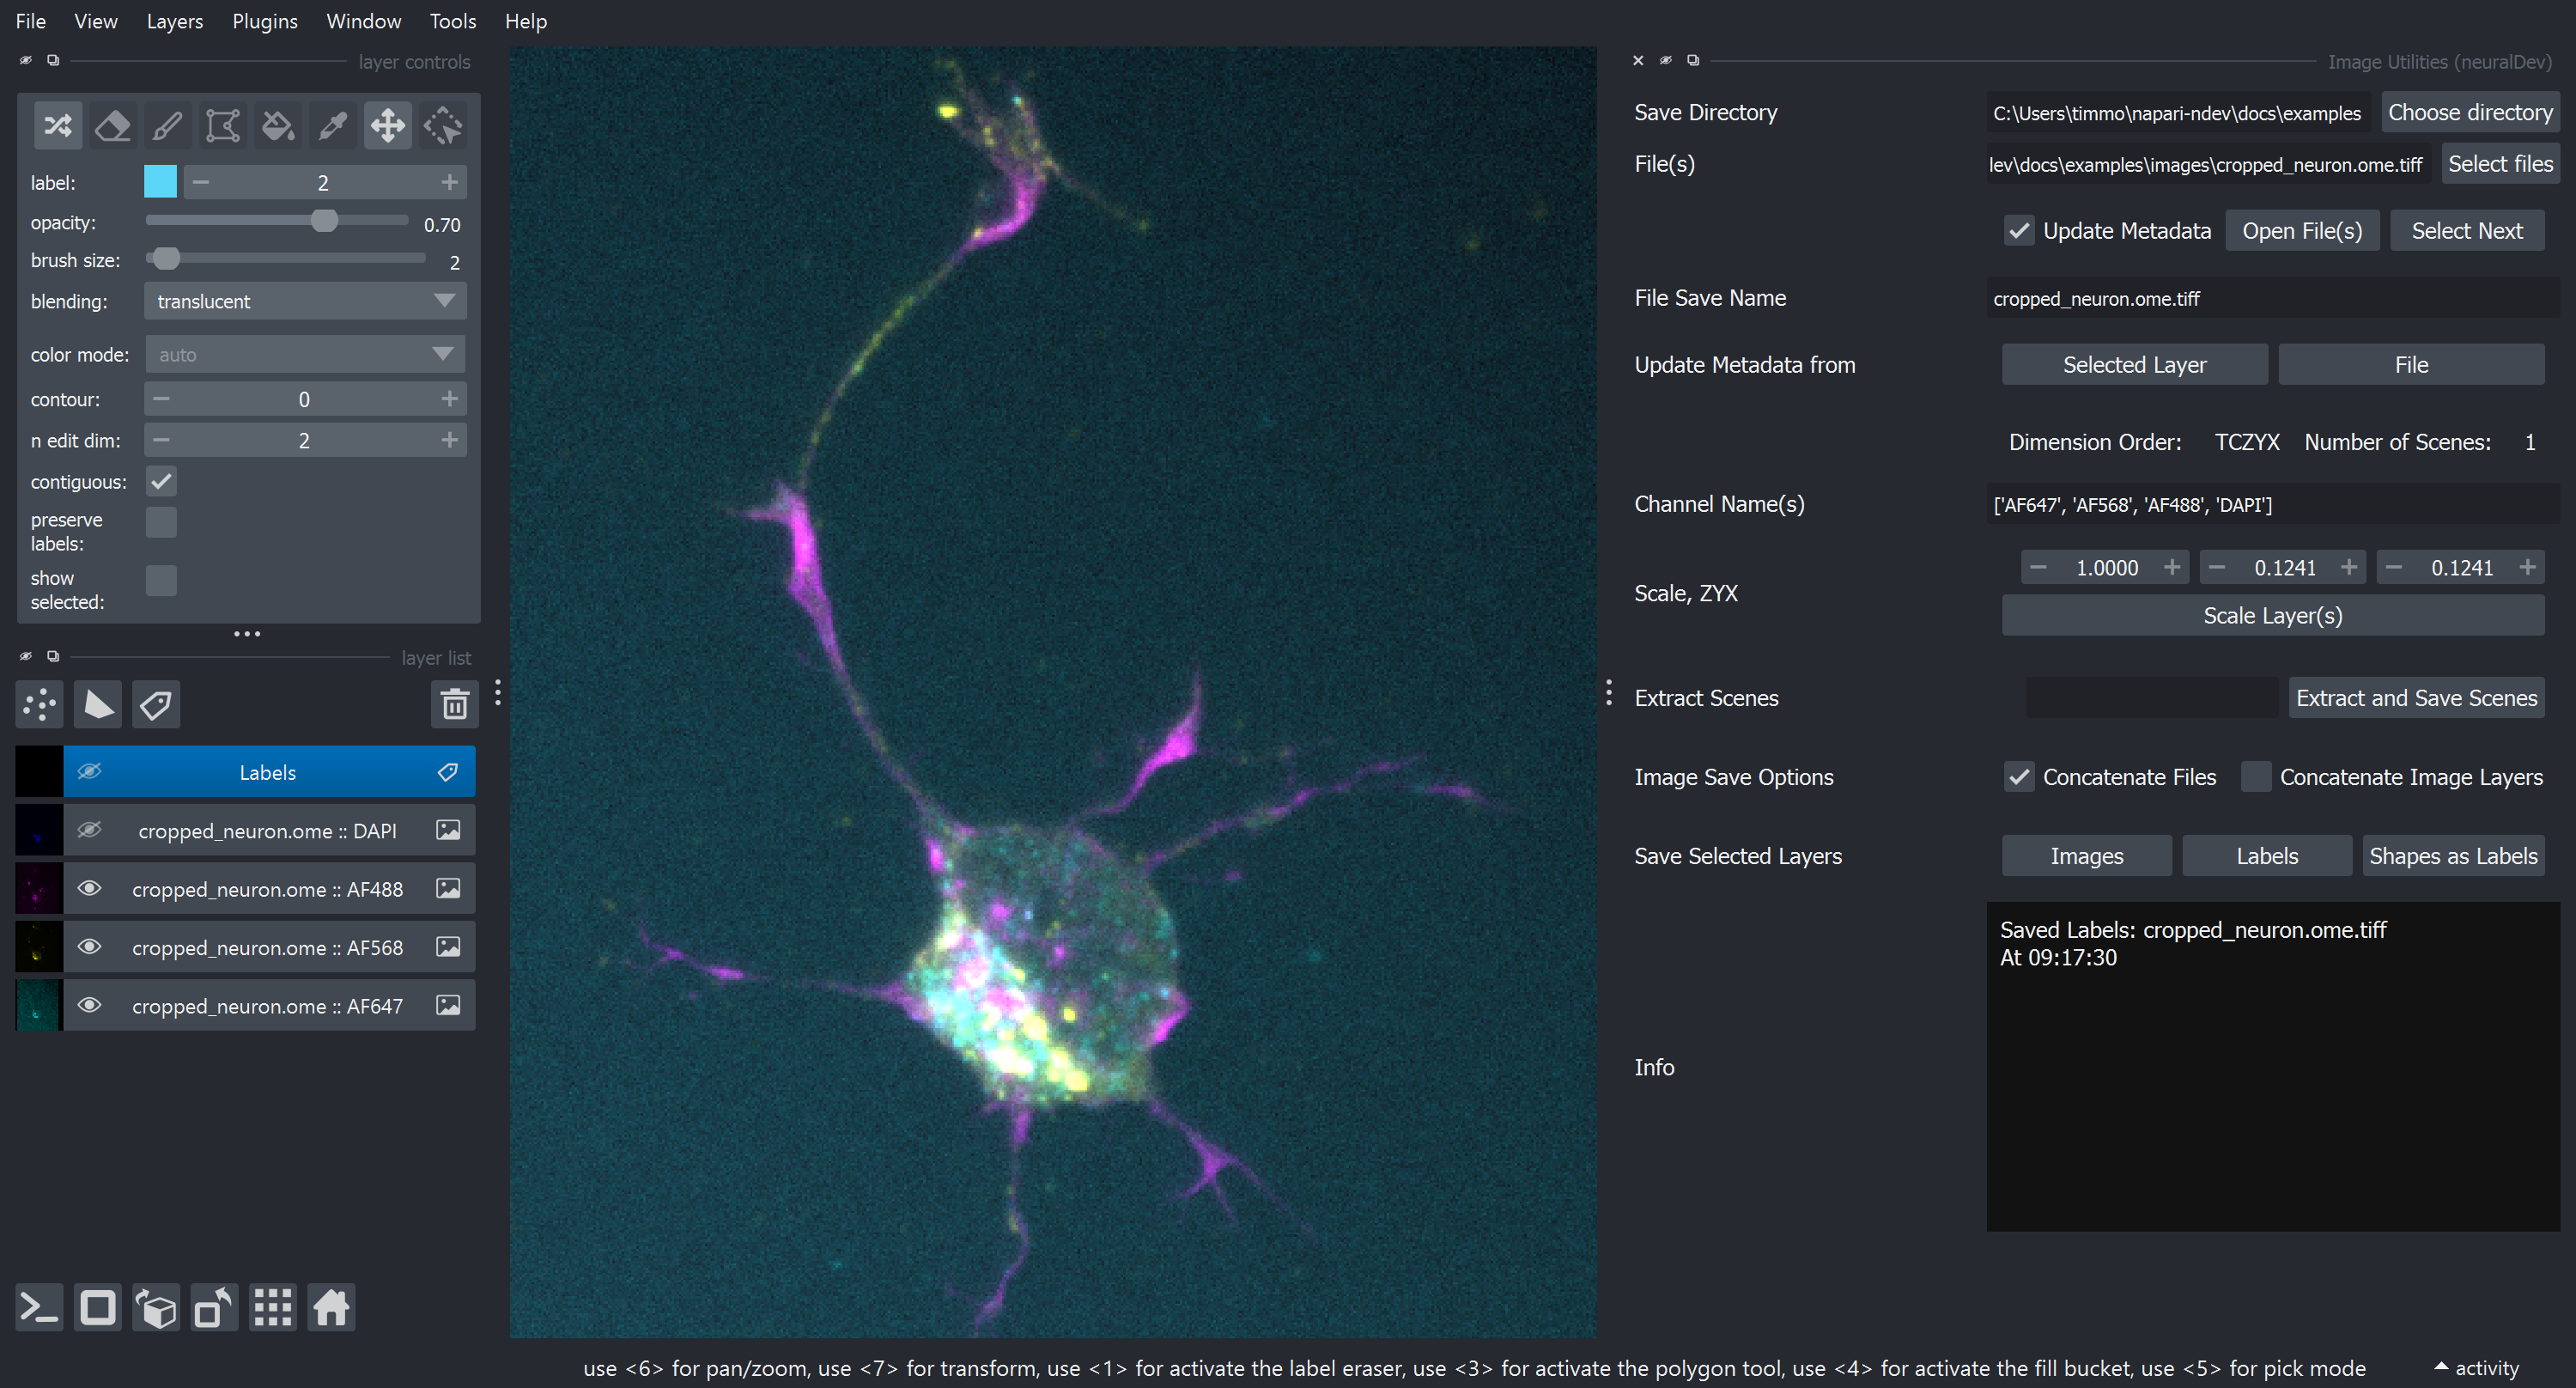 File View Layers Plugins Window Tools Help
layer controls
label: 2
opacity: 0.70
brush size: 2
blending: translucent
color mode: auto
contour: 0
n edit dim: 2
contiguous:
preserve
labels:
show
selected:
layer list
Labels
cropped_neuron.ome :: DAPI
cropped_neuron.ome :: AF488
cropped_neuron.ome :: AF568
cropped_neuron.ome :: AF647
Image Utilities (neuralDev)
Save Directory C:\Users\timmo\napari-ndev\docs\examples Choose directory
File(s) lev\docs\examples\images\cropped_neuron.ome.tiff Select files
Update Metadata Open File(s) Select Next
File Save Name cropped_neuron.ome.tiff
Update Metadata from Selected Layer File
Dimension Order: TCZYX Number of Scenes: 1
Channel Name(s) ['AF647', 'AF568', 'AF488', 'DAPI']
Scale, ZYX 1.0000 0.1241 0.1241
Scale Layer(s)
Extract Scenes Extract and Save Scenes
Image Save Options Concatenate Files Concatenate Image Layers
Save Selected Layers Images Labels Shapes as Labels
Info Saved Labels: cropped_neuron.ome.tiff
At 09:17:30
use <6> for pan/zoom, use <7> for transform, use <1> for activate the label eraser, use <3> for activate the polygon tool, use <4> for activate the fill bucket, use <5> for pick mode activity